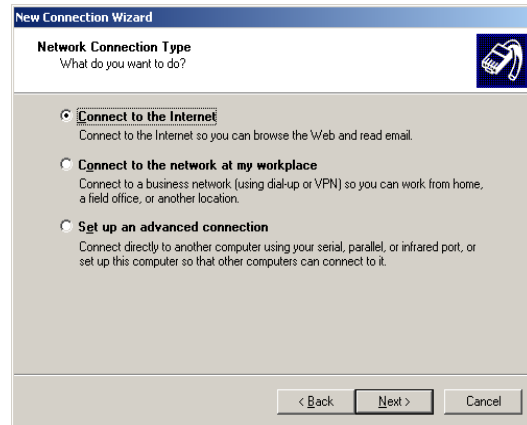 New Connection Wizard
Network Connection Type
What do you want to do?
Connect to the Internet
Connect to the Internet so you can browse the Web and read email.
Connect to the network at my workplace
Connect to a business network (using dial-up or VPN) so you can work from home,
a field office, or another location.
Set up an advanced connection
Connect directly to another computer using your serial, parallel, or infrared port, or
set up this computer so that other computers can connect to it.
< Back Next > Cancel